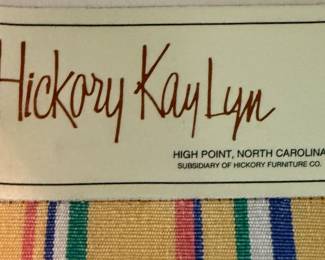 Hickory Kay Lyn
HIGH POINT, NORTH CAROLINA
SUBSIDIARY OF HICKORY FURNITURE CO.